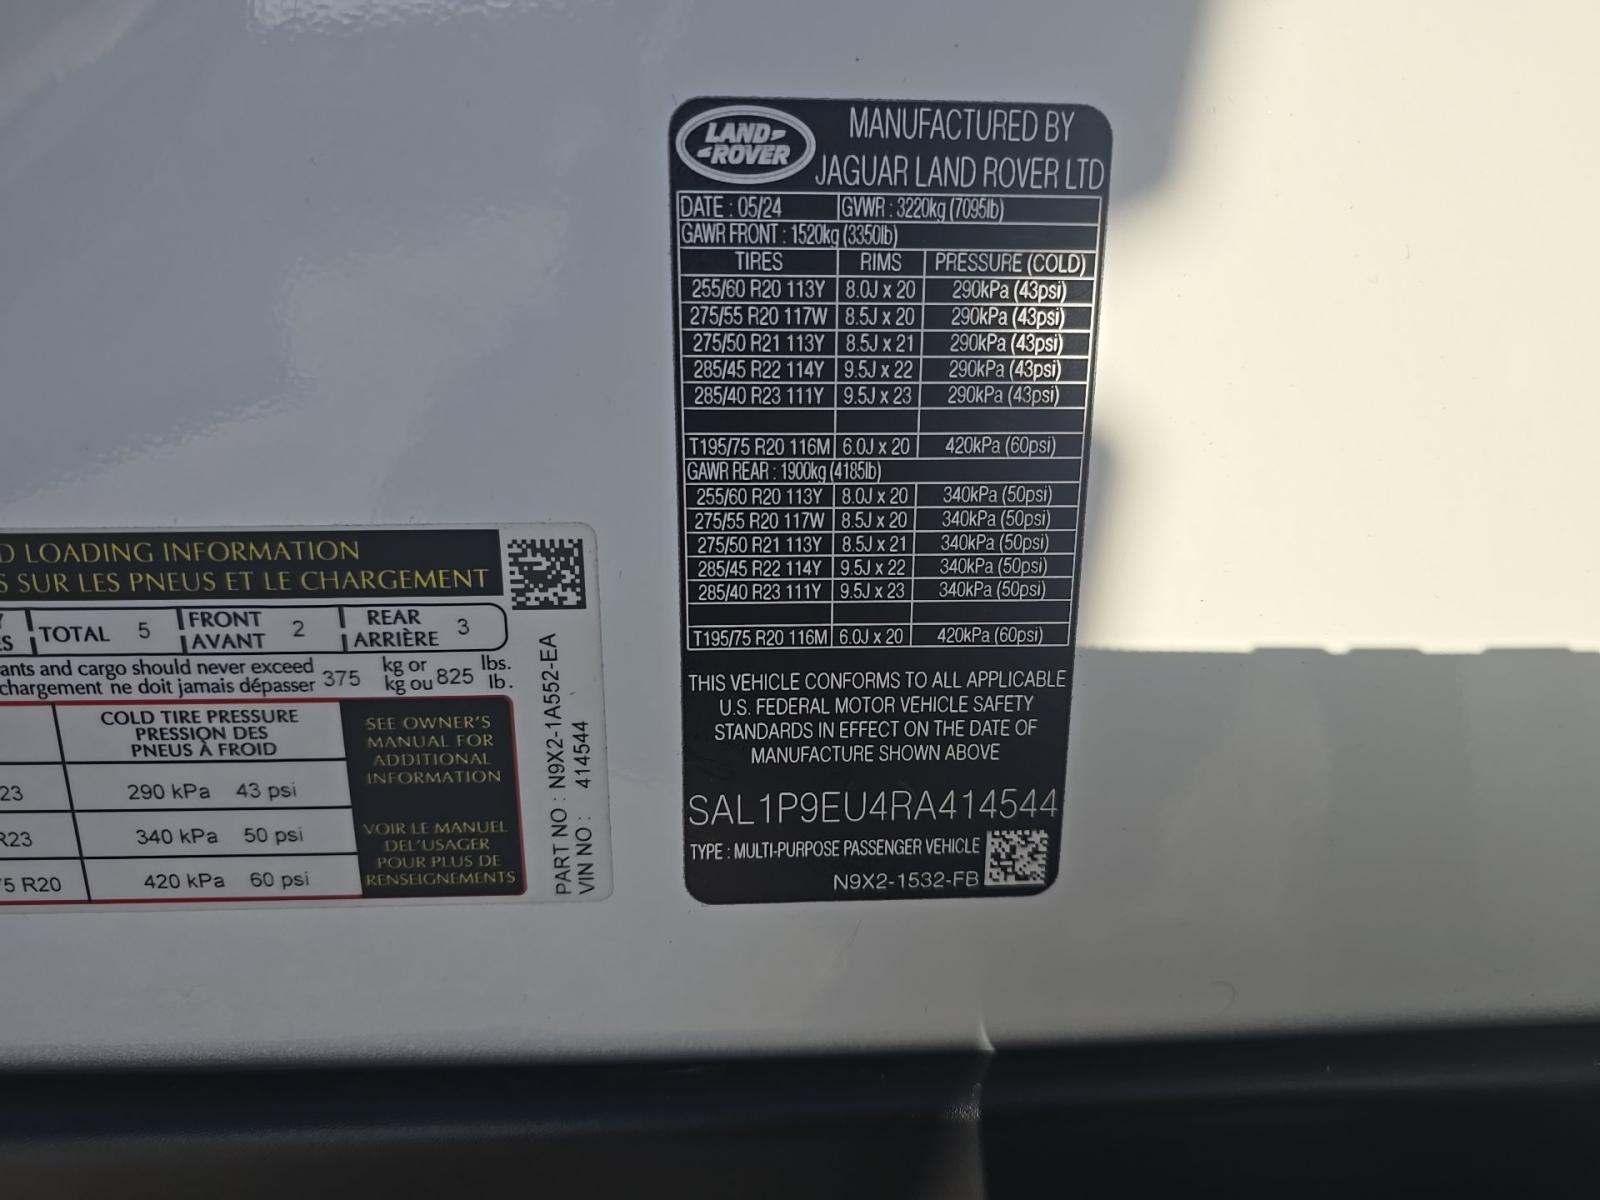 LAND-
-ROVER
MANUFACTURED BY
JAGUAR LAND ROVER LTD
DATE : 05/24 GVWR : 3220kg (7095lb)
GAWR FRONT : 1520kg (3350lb)
TIRES RIMS PRESSURE (COLD)
255/60 R20 113Y 8.0J x 20 290kPa (43psi)
275/55 R20 117W 8.5J x 20 290kPa (43psi)
275/50 R21 113Y 8.5J x 21 290kPa (43psi)
285/45 R22 114Y 9.5J x 22 290kPa (43psi)
285/40 R23 111Y 9.5J x 23 290kPa (43psi)
T195/75 R20 116M 6.0J x 20 420kPa (60psi)
GAWR REAR : 1900kg (4185lb)
255/60 R20 113Y 8.0J x 20 340kPa (50psi)
275/55 R20 117W 8.5J x 20 340kPa (50psi)
275/50 R21 113Y 8.5J x 21 340kPa (50psi)
285/45 R22 114Y 9.5J x 22 340kPa (50psi)
285/40 R23 111Y 9.5J x 23 340kPa (50psi)
T195/75 R20 116M 6.0J x 20 420kPa (60psi)
THIS VEHICLE CONFORMS TO ALL APPLICABLE
U.S. FEDERAL MOTOR VEHICLE SAFETY
STANDARDS IN EFFECT ON THE DATE OF
MANUFACTURE SHOWN ABOVE
SAL1P9EU4RA414544
TYPE : MULTI-PURPOSE PASSENGER VEHICLE
N9X2-1532-FB
LOADING INFORMATION
SUR LES PNEUS ET LE CHARGEMENT
TOTAL 5 FRONT AVANT 2 REAR ARRIÈRE 3
and cargo should never exceed 375 kg or 825 lbs.
chargement ne doit jamais dépasser kg ou lb.
COLD TIRE PRESSURE
PRESSION DES
PNEUS À FROID
23 290 kPa 43 psi
R23 340 kPa 50 psi
5 R20 420 kPa 60 psi
SEE OWNER'S
MANUAL FOR
ADDITIONAL
INFORMATION
VOIR LE MANUEL
DEL'USAGER
POUR PLUS DE
RENSEIGNEMENTS
PART NO : N9X2-1A552-EA
VIN NO : 414544